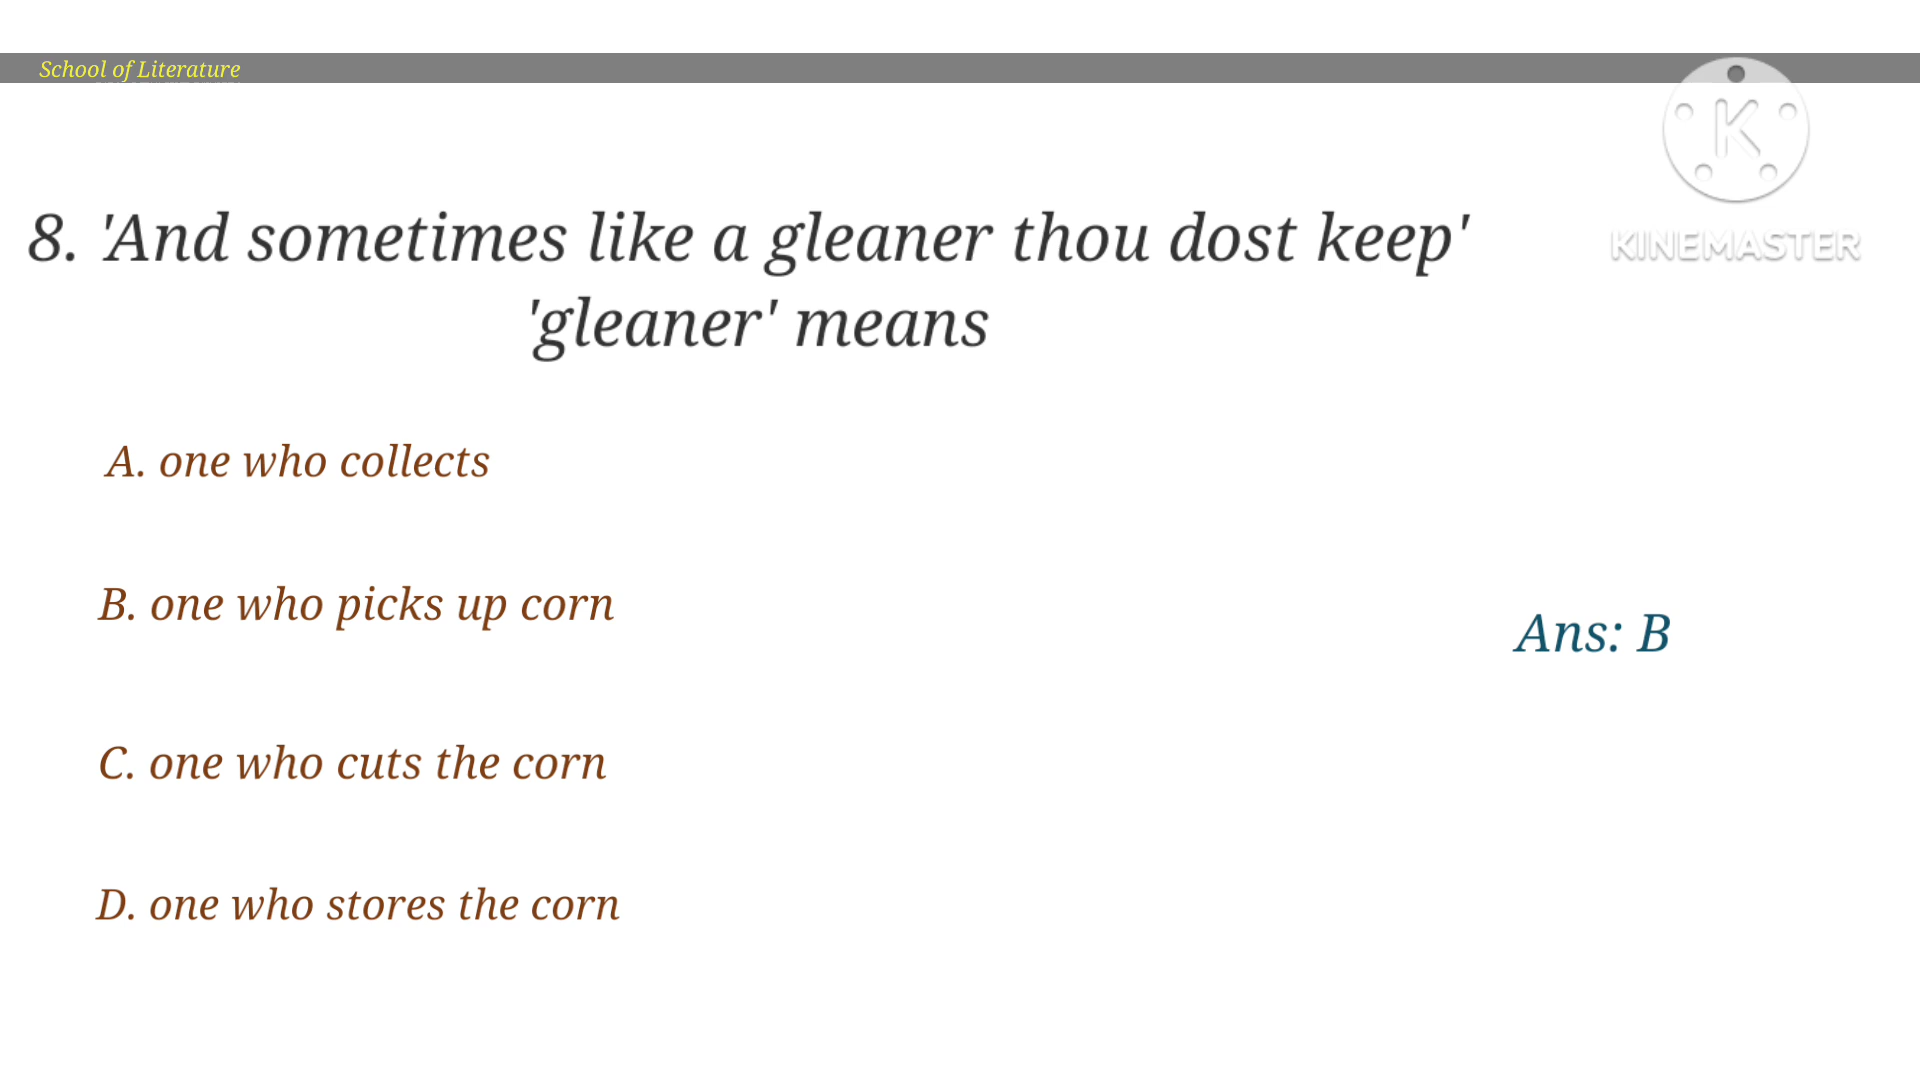 School of Literature
K
KINEMASTER
8. 'And sometimes like a gleaner thou dost keep'
'gleaner' means
A. one who collects
B. one who picks up corn
Ans: B
C. one who cuts the corn
D. one who stores the corn